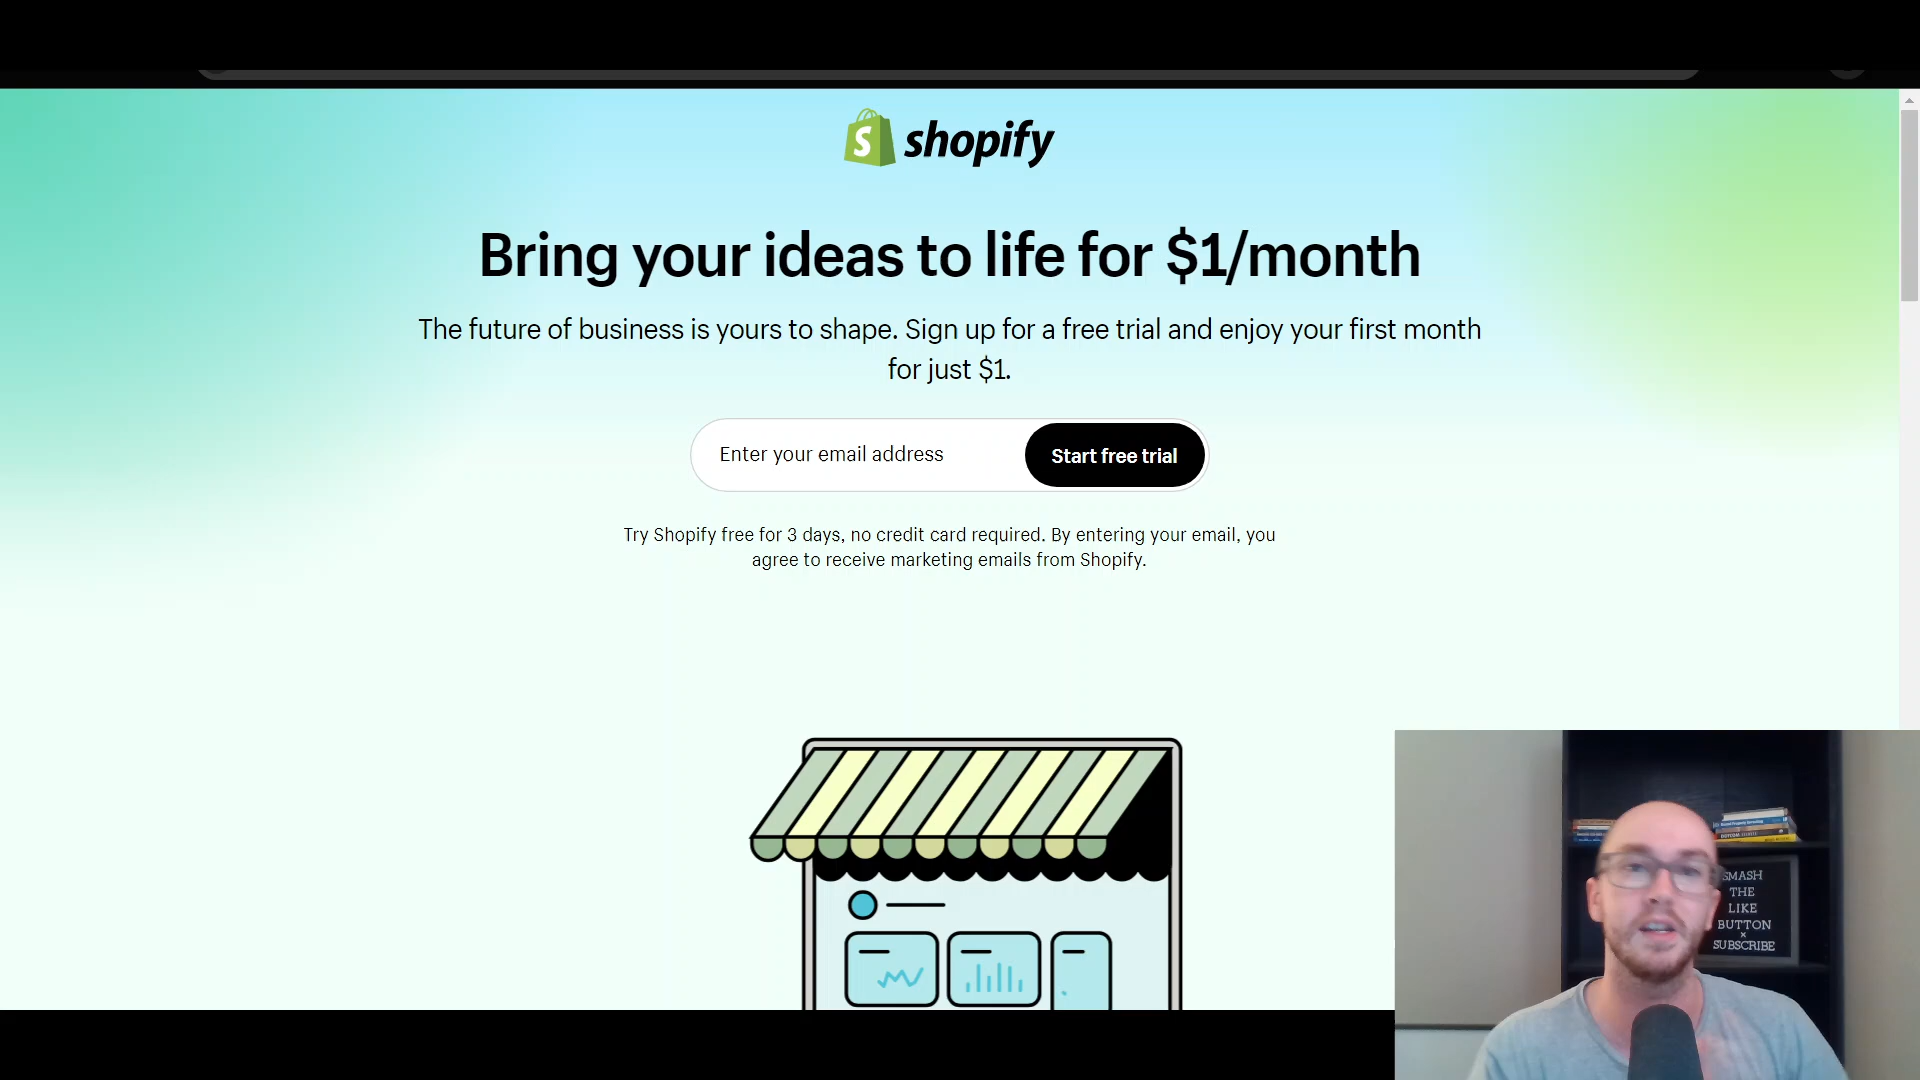 shopify
Bring your ideas to life for $1/month
The future of business is yours to shape. Sign up for a free trial and enjoy your first month
for just $1.
Enter your email address
Start free trial
Try Shopify free for 3 days, no credit card required. By entering your email, you
agree to receive marketing emails from Shopify.
SMASH
THE
LIKE
BUTTON
×
SUBSCRIBE